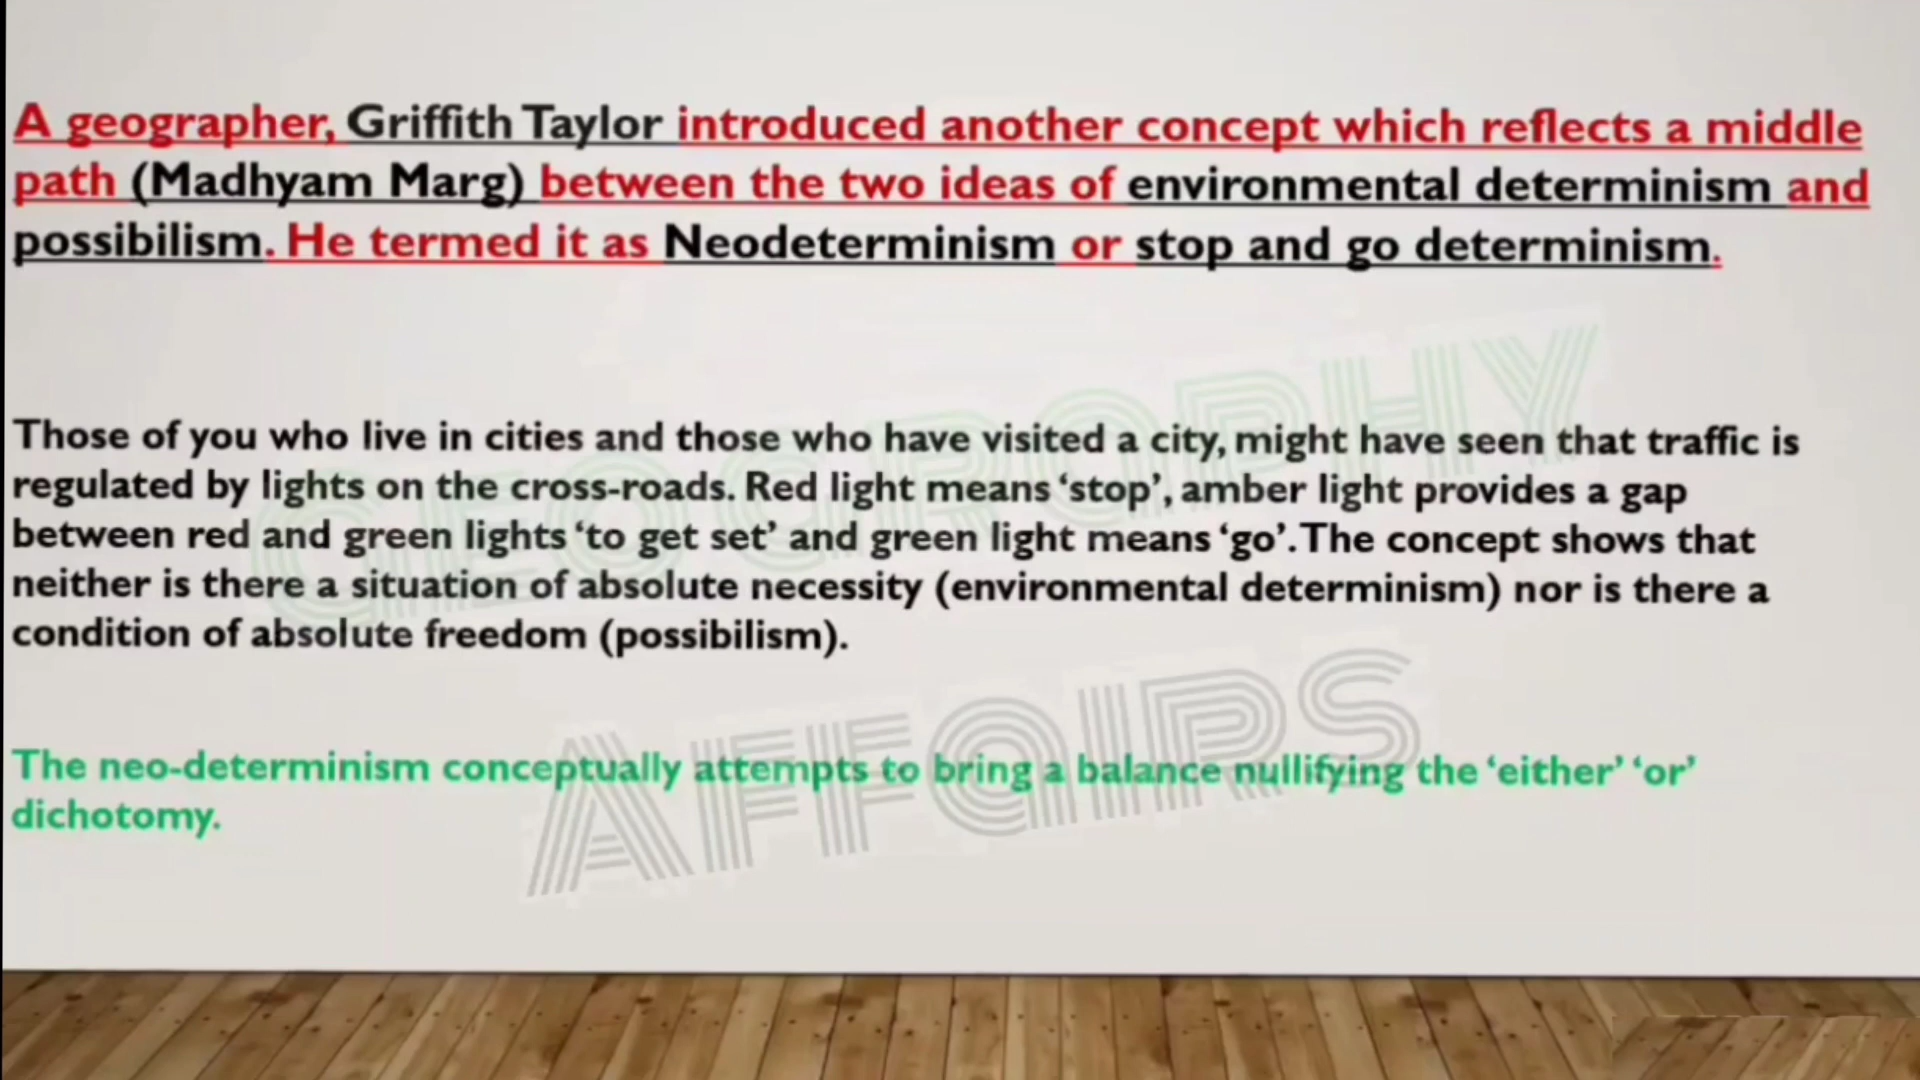 A geographer, Griffith Taylor introduced another concept which reflects a middle
path (Madhyam Marg) between the two ideas of environmental determinism and
possibilism. He termed it as Neodeterminism or stop and go determinism.
Those of you who live in cities and those who have visited a city, might have seen that traffic is
regulated by lights on the cross-roads. Red light means ‘stop’, amber light provides a gap
between red and green lights ‘to get set’ and green light means ‘go’. The concept shows that
neither is there a situation of absolute necessity (environmental determinism) nor is there a
condition of absolute freedom (possibilism).
The neo-determinism conceptually attempts to bring a balance nullifying the ‘either’ ‘or’
dichotomy.
GEOGRAPHY
AFFAIRS